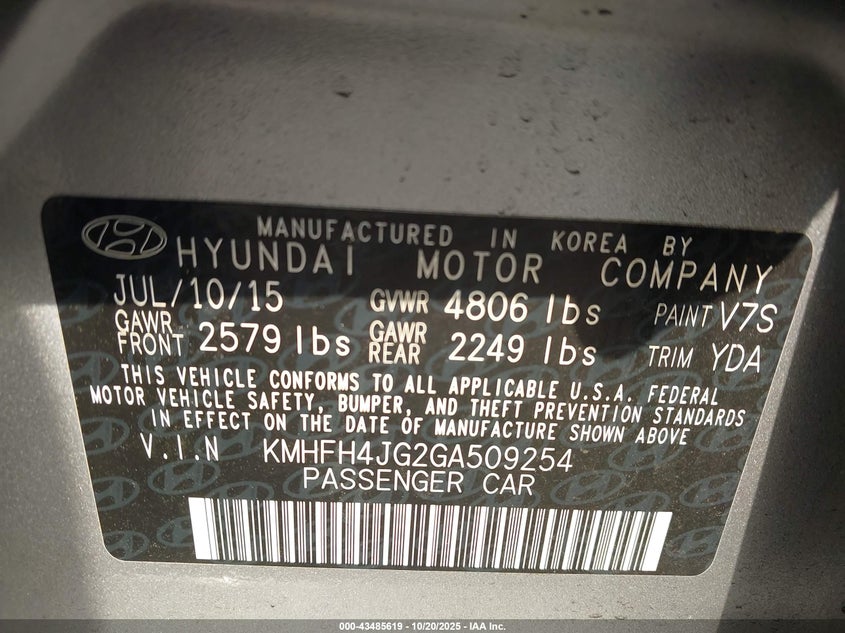 MANUFACTURED IN KOREA BY
HYUNDAI MOTOR COMPANY
JUL/10/15 GVWR 4806 lbs PAINT V7S
GAWR FRONT 2579 lbs GAWR REAR 2249 lbs TRIM YDA
THIS VEHICLE CONFORMS TO ALL APPLICABLE U.S.A. FEDERAL
MOTOR VEHICLE SAFETY, BUMPER, AND THEFT PREVENTION STANDARDS
IN EFFECT ON THE DATE OF MANUFACTURE SHOWN ABOVE
V.I.N KMHFH4JG2GA509254
PASSENGER CAR
000-43485619 - 10/20/2025 - IAA Inc.